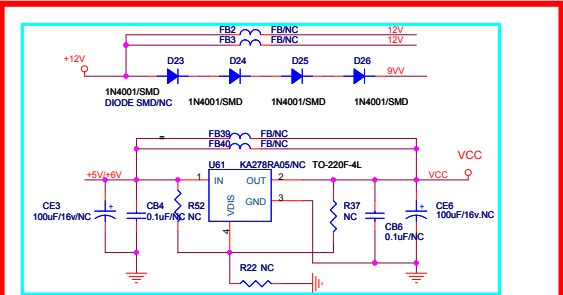 FB2 FB/NC 12V
FB3 FB/NC 12V
+12V D23 D24 D25 D26
9VV
1N4001/SMD 1N4001/SMD 1N4001/SMD 1N4001/SMD
DIODE SMD/NC
= FB39 FB/NC
FB40 FB/NC
U61 KA278RA05/NC TO-220F-4L VCC
+5V/+6V 1 IN OUT 2 VCC
CE3 CB4 R52 VDIS GND 3 R37 CE6
100uF/16v/NC 0.1uF/NC NC NC 100uF/16v.NC
CB6
0.1uF/NC
4
R22 NC